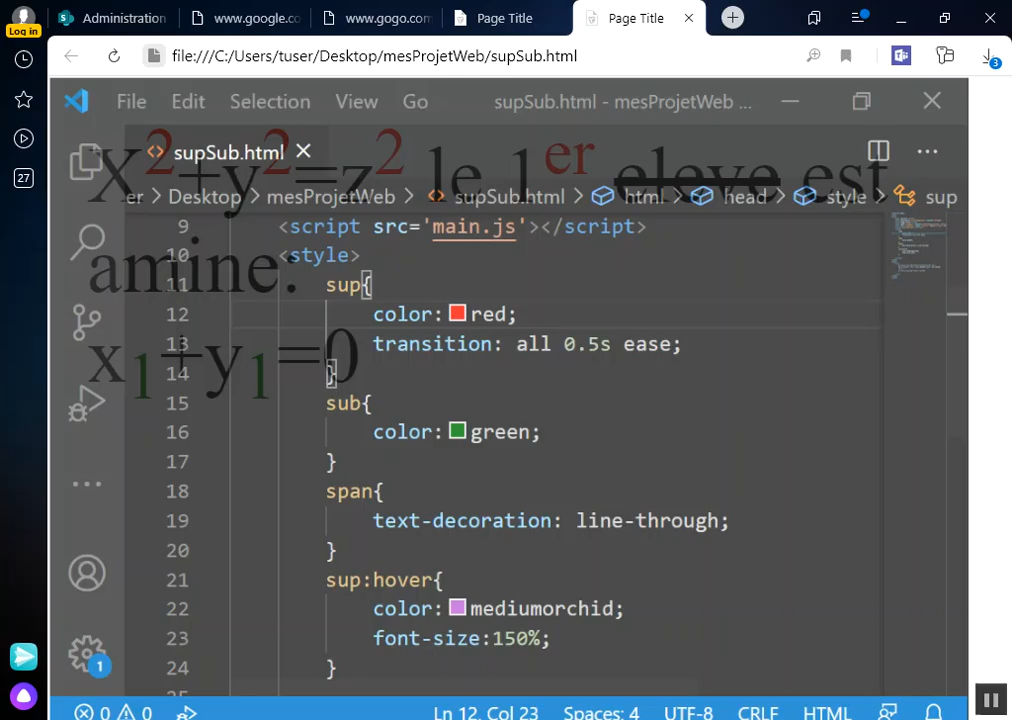 Administration
www.google.co
www.gogo.com
Page Title
Page Title
Log in
file:///C:/Users/tuser/Desktop/mesProjetWeb/supSub.html
3
27
File Edit Selection View Go supSub.html - mesProjetWeb ...
supSub.html
X2+y2=z2 le 1er eleve est
er > Desktop > mesProjetWeb > supSub.html > html > head > style > sup
amine:
x1+y1=0
9 <script src='main.js'></script>
10 <style>
11 sup{
12 color: red;
13 transition: all 0.5s ease;
14 }
15 sub{
16 color: green;
17 }
18 span{
19 text-decoration: line-through;
20 }
21 sup:hover{
22 color: mediumorchid;
23 font-size:150%;
24 }
1
0 0 Ln 12, Col 23 Spaces: 4 UTF-8 CRLF HTML